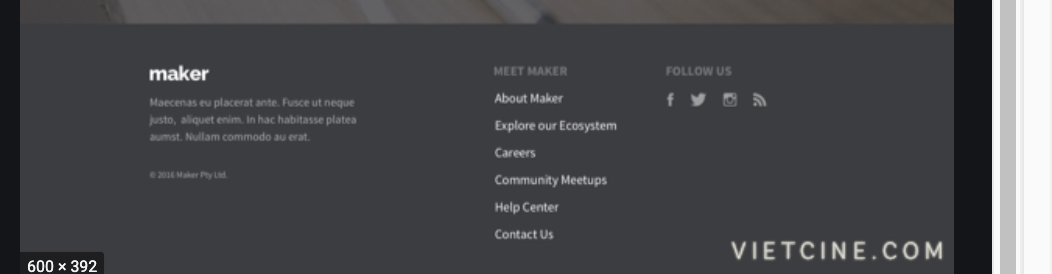 maker
Maecenas eu placerat ante. Fusce ut neque
justo, aliquet enim. In hac habitasse platea
aumst. Nullam commodo au erat.
© 2016 Maker Pty Ltd.
MEET MAKER
About Maker
Explore our Ecosystem
Careers
Community Meetups
Help Center
Contact Us
FOLLOW US
VIETCINE.COM
600 × 392